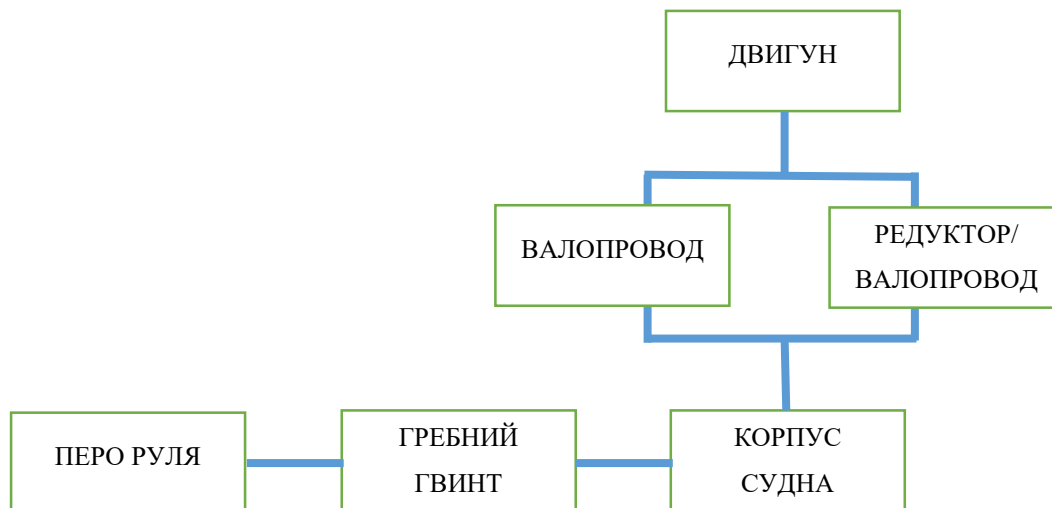 ДВИГУН
ВАЛОПРОВОД
РЕДУКТОР/
ВАЛОПРОВОД
ПЕРО РУЛЯ
ГРЕБНИЙ
ГВИНТ
КОРПУС
СУДНА